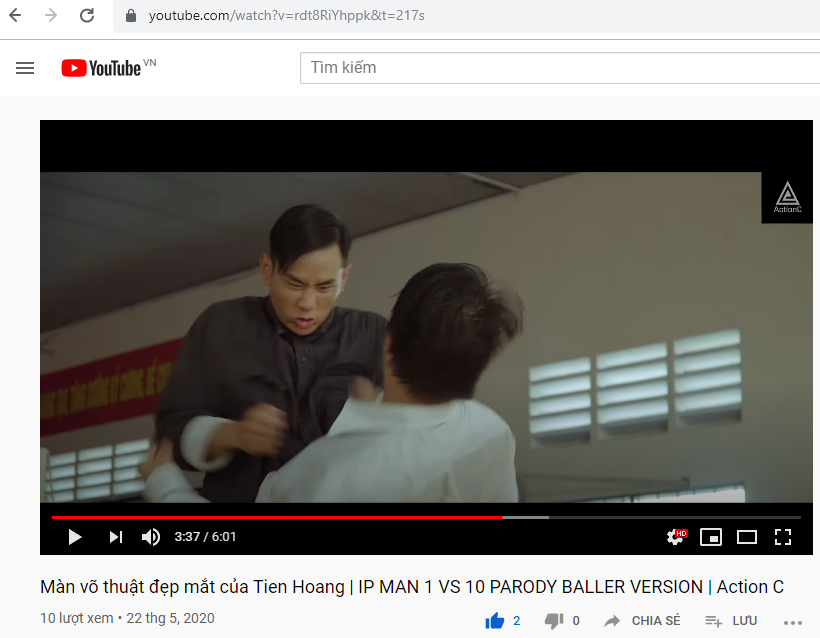 youtube.com/watch?v=rdt8RiYhppk&t=217s
YouTube VN
Tìm kiếm
ActionC
3:37 / 6:01
HD
Màn võ thuật đẹp mắt của Tien Hoang | IP MAN 1 VS 10 PARODY BALLER VERSION | Action C
10 lượt xem • 22 thg 5, 2020
2
0
CHIA SẺ
LƯU